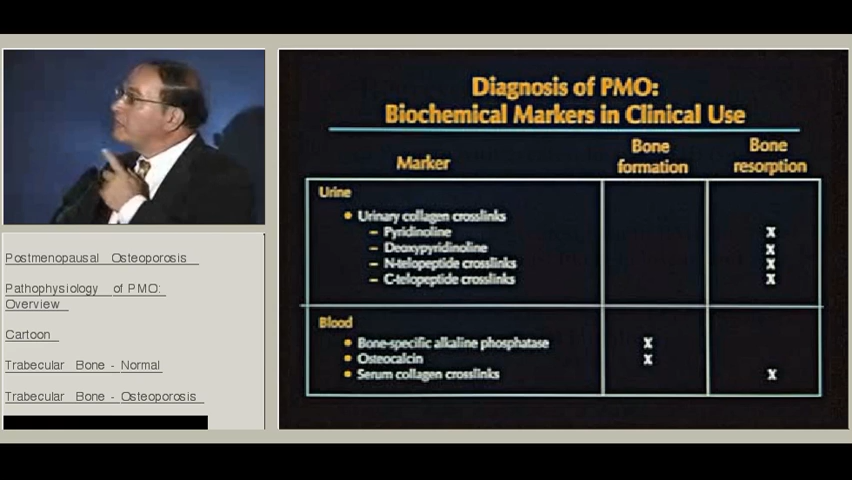 Postmenopausal Osteoporosis
Pathophysiology of PMO:
Overview
Cartoon
Trabecular Bone - Normal
Trabecular Bone - Osteoporosis
Diagnosis of PMO:
Biochemical Markers in Clinical Use
Marker
Bone
formation
Bone
resorption
Urine
• Urinary collagen crosslinks
– Pyridinoline X
– Deoxypyridinoline X
– N-telopeptide crosslinks X
– C-telopeptide crosslinks X
Blood
• Bone-specific alkaline phosphatase X
• Osteocalcin X
• Serum collagen crosslinks X